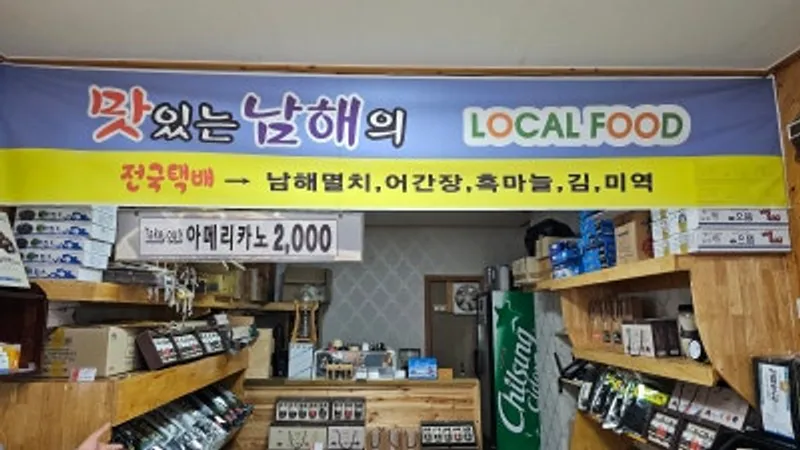 맛있는 남해의 LOCAL FOOD
전국택배 → 남해멸치,어간장,흑마늘,김,미역
Take out 아메리카노 2,000
Chilsung
Cider